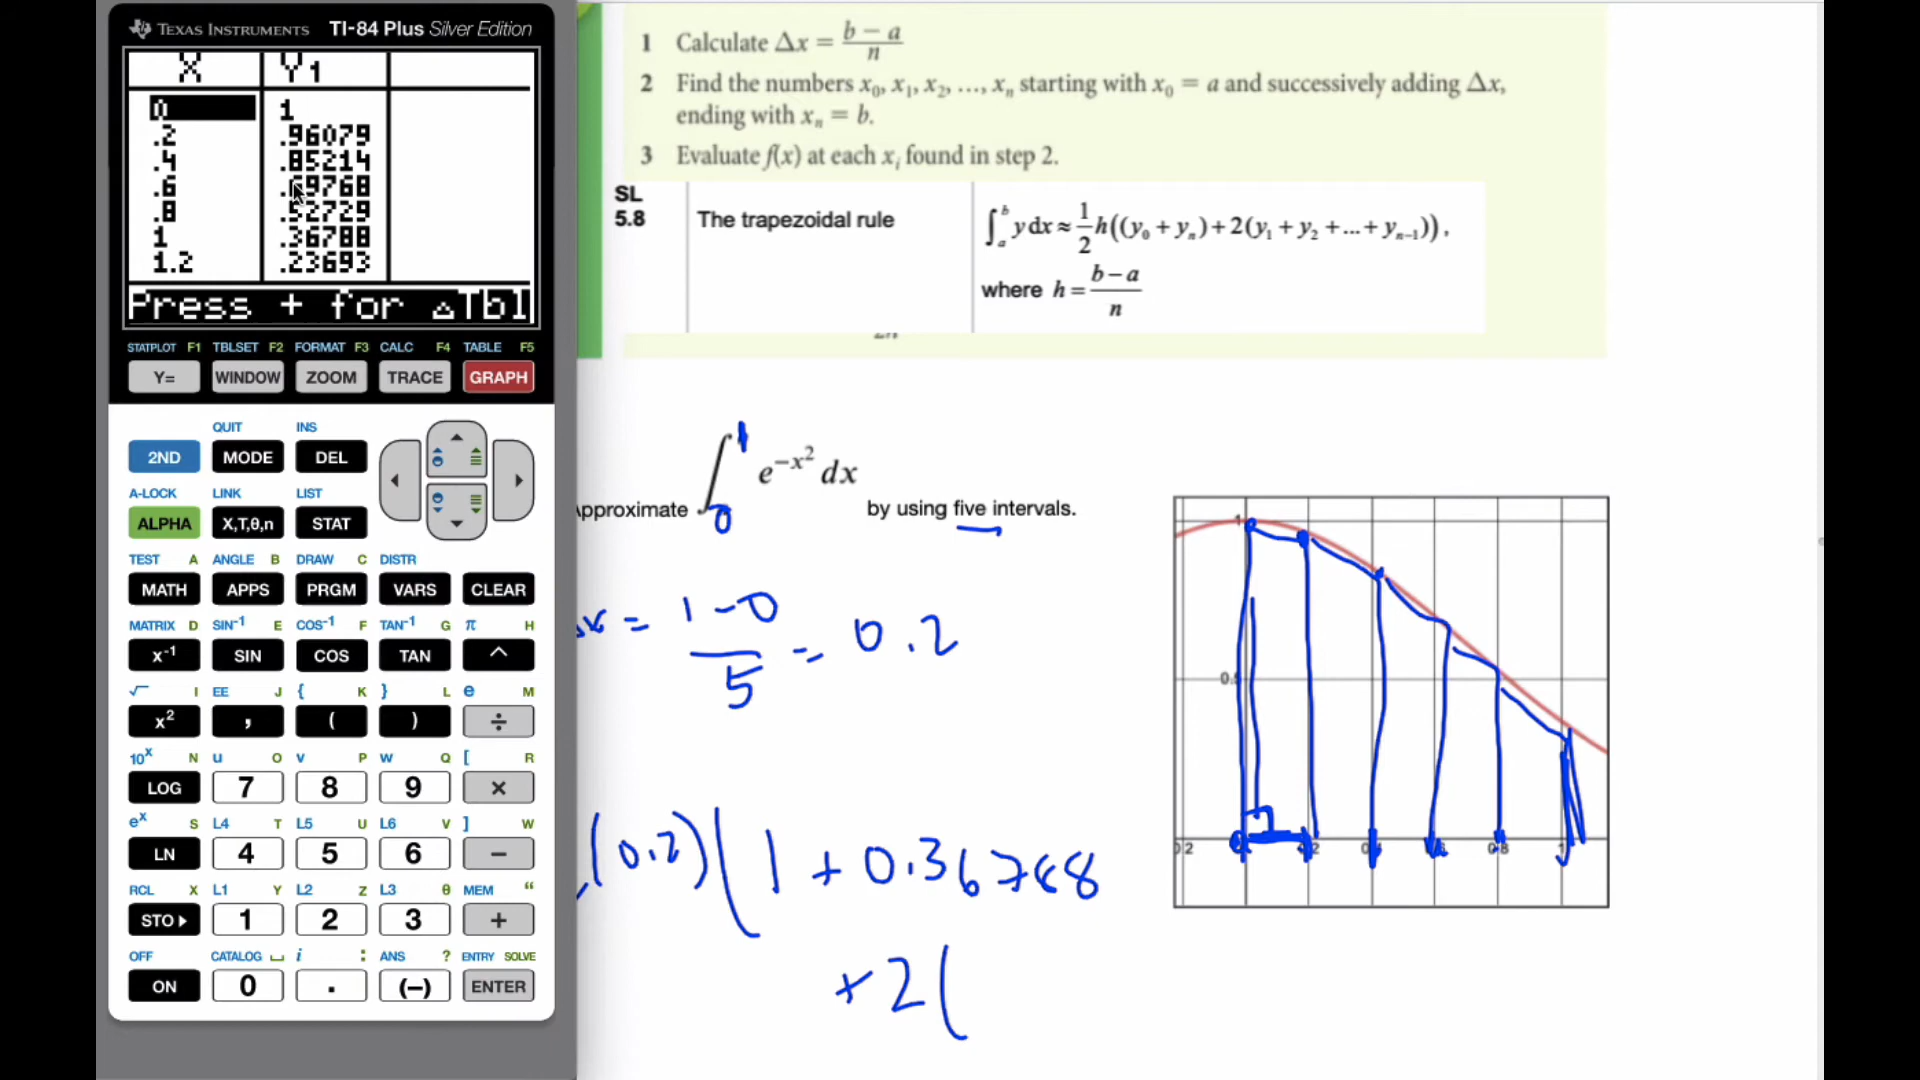 TEXAS INSTRUMENTS TI-84 Plus Silver Edition
X Y1
0 1
.2 .96079
.4 .85214
.6 .69768
.8 .52729
1 .36788
1.2 .23693
Press + for △Tbl
STATPLOT F1 TBLSET F2 FORMAT F3 CALC F4 TABLE F5
Y= WINDOW ZOOM TRACE GRAPH
QUIT INS
2ND MODE DEL
A-LOCK LINK LIST
ALPHA X,T,θ,n STAT
TEST A ANGLE B DRAW C DISTR
MATH APPS PRGM VARS CLEAR
MATRIX D SIN⁻¹ E COS⁻¹ F TAN⁻¹ G π H
x⁻¹ SIN COS TAN ^
√ I EE J { K } L e M
x² , ( ) ÷
10ˣ N u O v P w Q [ R
LOG 7 8 9 ×
eˣ S L4 T L5 U L6 V ] W
LN 4 5 6 −
RCL X L1 Y L2 Z L3 θ MEM “
STO▸ 1 2 3 +
OFF CATALOG ⎵ i : ANS ? ENTRY SOLVE
ON 0 . (−) ENTER
1 Calculate Δx = (b − a)/n
2 Find the numbers x₀, x₁, x₂, …, xₙ starting with x₀ = a and successively adding Δx,
ending with xₙ = b.
3 Evaluate f(x) at each xᵢ found in step 2.
SL
5.8
The trapezoidal rule
∫ₐᵇ y dx ≈ 1/2 h((y₀ + yₙ) + 2(y₁ + y₂ + ... + yₙ₋₁)),
where h = (b − a)/n
pproximate ∫₀¹ e^(−x²) dx by using five intervals.
x = (1-0)/5 = 0.2
(0.2)(1 + 0.36788
+2(
1
0.8
1